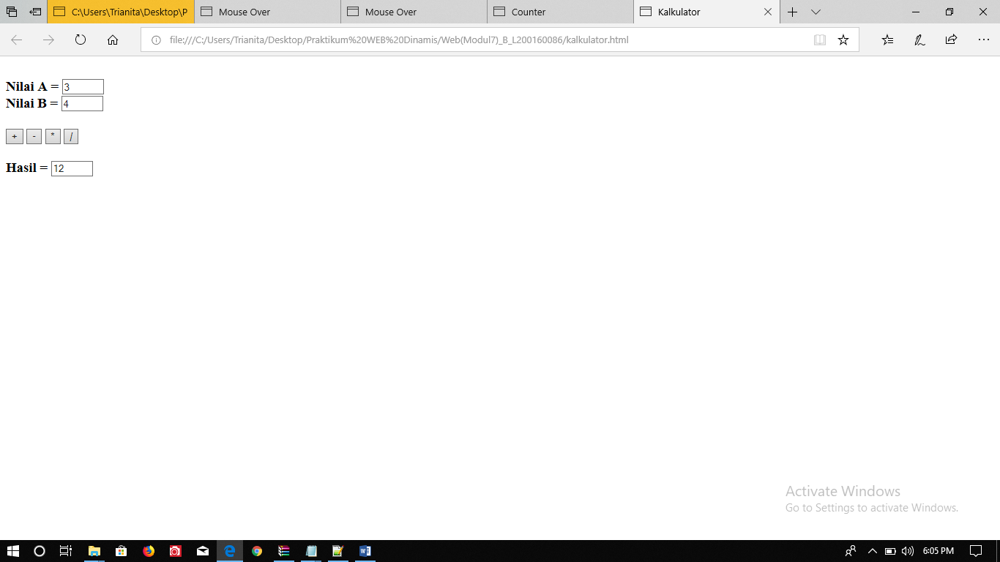 C:\Users\Trianita\Desktop\P
Mouse Over
Mouse Over
Counter
Kalkulator
file:///C:/Users/Trianita/Desktop/Praktikum%20WEB%20Dinamis/Web(Modul7)_B_L200160086/kalkulator.html
Nilai A = 3
Nilai B = 4
+ - * /
Hasil = 12
Activate Windows
Go to Settings to activate Windows.
6:05 PM